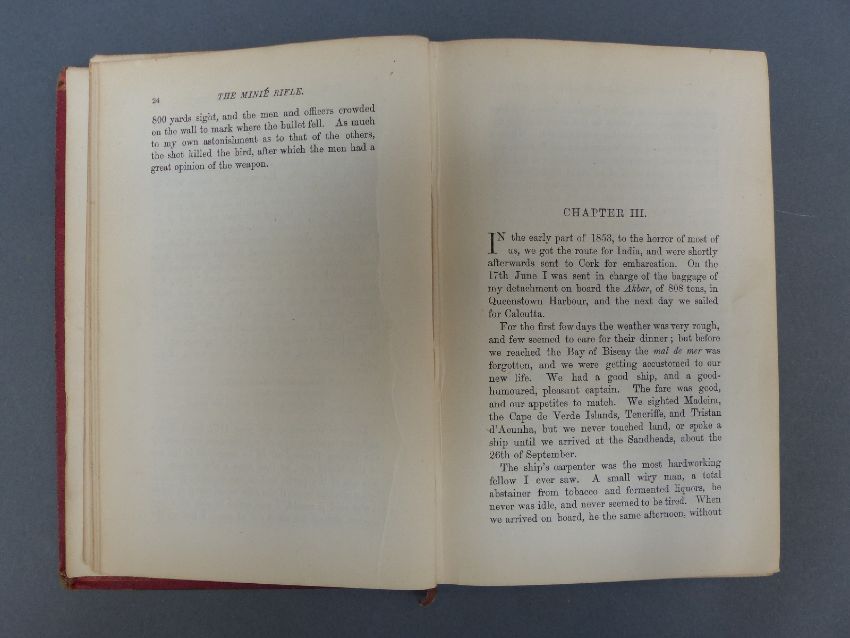 24
THE MINIÉ RIFLE.
800 yards sight, and the men and officers crowded
on the wall to mark where the bullet fell. As much
to my own astonishment as to that of the others,
the shot killed the bird, after which the men had a
great opinion of the weapon.
CHAPTER III.
IN the early part of 1853, to the horror of most of
us, we got the route for India, and were shortly
afterwards sent to Cork for embarcation. On the
17th June I was sent in charge of the baggage of
my detachment on board the Akbar, of 808 tons, in
Queenstown Harbour, and the next day we sailed
for Calcutta.
For the first few days the weather was very rough,
and few seemed to care for their dinner; but before
we reached the Bay of Biscay the mal de mer was
forgotten, and we were getting accustomed to our
new life. We had a good ship, and a good-
humoured, pleasant captain. The fare was good,
and our appetites to match. We sighted Madeira,
the Cape de Verde Islands, Teneriffe, and Tristan
d'Acunha, but we never touched land, or spoke a
ship until we arrived at the Sandheads, about the
26th of September.
The ship's carpenter was the most hardworking
fellow I ever saw. A small wiry man, a total
abstainer from tobacco and fermented liquors, he
never was idle, and never seemed to be tired. When
we arrived on board, he the same afternoon, without